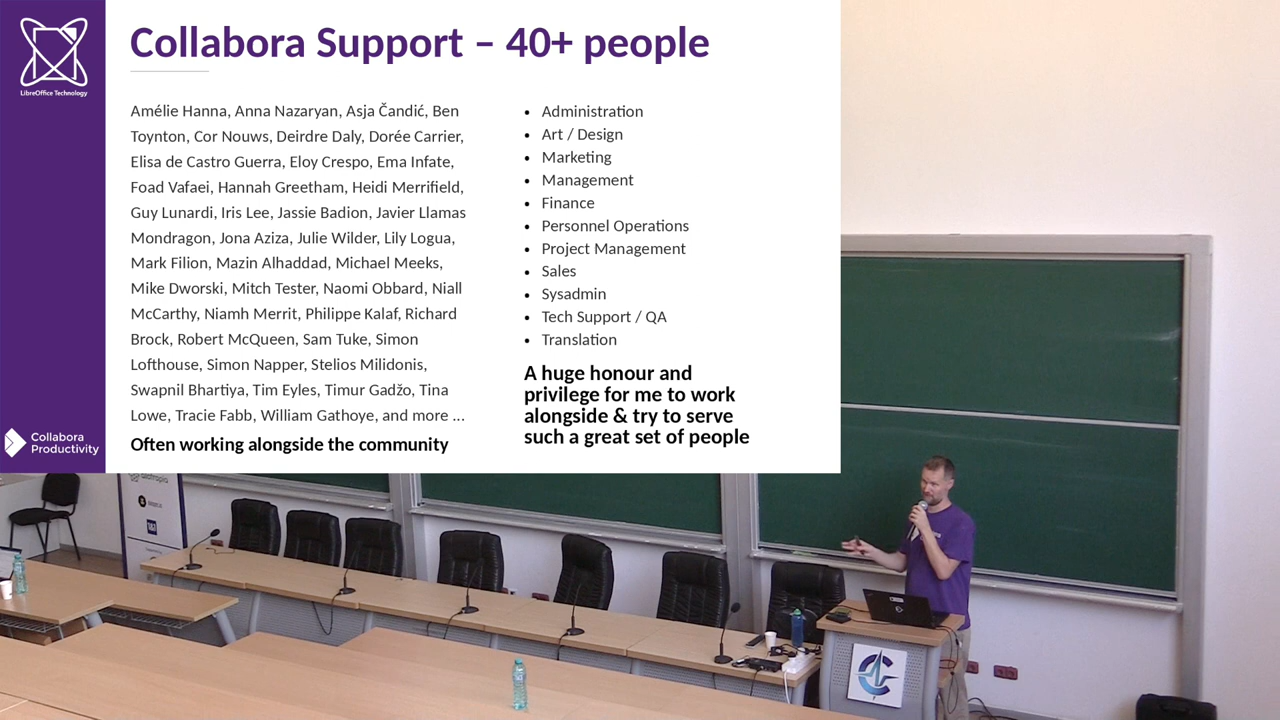 Collabora Support – 40+ people
LibreOffice Technology
Amélie Hanna, Anna Nazaryan, Asja Čandić, Ben
Toynton, Cor Nouws, Deirdre Daly, Dorée Carrier,
Elisa de Castro Guerra, Eloy Crespo, Ema Infate,
Foad Vafaei, Hannah Greetham, Heidi Merrifield,
Guy Lunardi, Iris Lee, Jassie Badion, Javier Llamas
Mondragon, Jona Aziza, Julie Wilder, Lily Logua,
Mark Filion, Mazin Alhaddad, Michael Meeks,
Mike Dworski, Mitch Tester, Naomi Obbard, Niall
McCarthy, Niamh Merrit, Philippe Kalaf, Richard
Brock, Robert McQueen, Sam Tuke, Simon
Lofthouse, Simon Napper, Stelios Milidonis,
Swapnil Bhartiya, Tim Eyles, Timur Gadžo, Tina
Lowe, Tracie Fabb, William Gathoye, and more ...
Often working alongside the community
• Administration
• Art / Design
• Marketing
• Management
• Finance
• Personnel Operations
• Project Management
• Sales
• Sysadmin
• Tech Support / QA
• Translation
A huge honour and
privilege for me to work
alongside & try to serve
such a great set of people
Collabora
Productivity